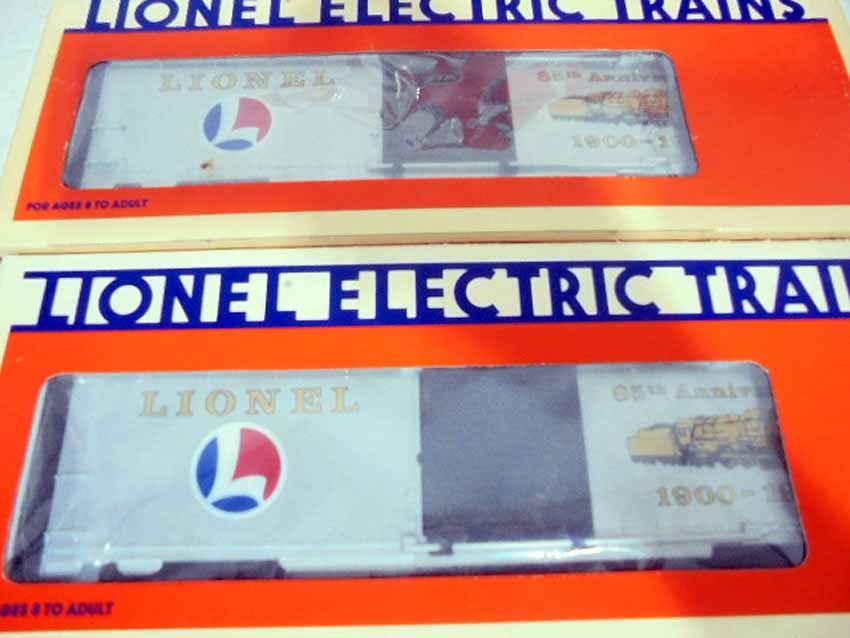 LIONEL ELECTRIC TRAINS
LIONEL
85th Anniv
1900-1
FOR AGES 8 TO ADULT
LIONEL ELECTRIC TRAI
LIONEL
85th Anniv
1900-1
AGES 8 TO ADULT